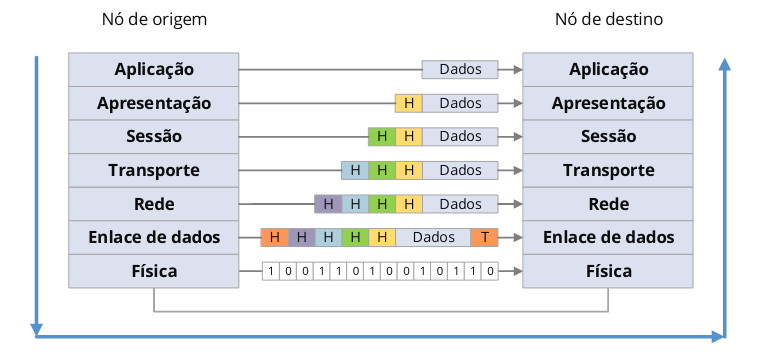 Nó de origem Nó de destino
Aplicação Dados Aplicação
Apresentação H Dados Apresentação
Sessão H H Dados Sessão
Transporte H H H Dados Transporte
Rede H H H H Dados Rede
Enlace de dados H H H H H Dados T Enlace de dados
Física 1 0 0 1 1 0 1 0 0 1 0 1 1 0 Física